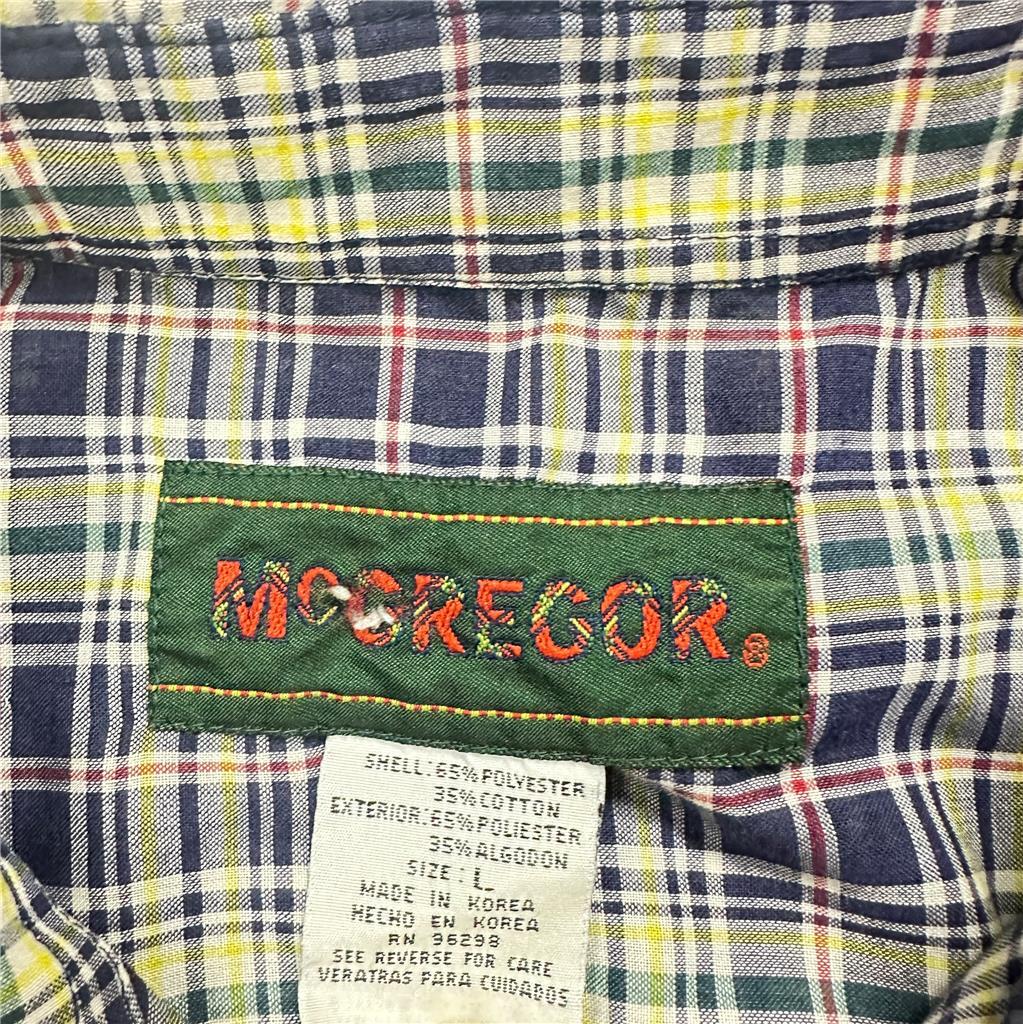 McGREGOR®
SHELL: 65% POLYESTER
35% COTTON
EXTERIOR: 65% POLIESTER
35% ALGODON
SIZE: L
MADE IN KOREA
HECHO EN KOREA
RN 96298
SEE REVERSE FOR CARE
VERATRAS PARA CUIDADOS